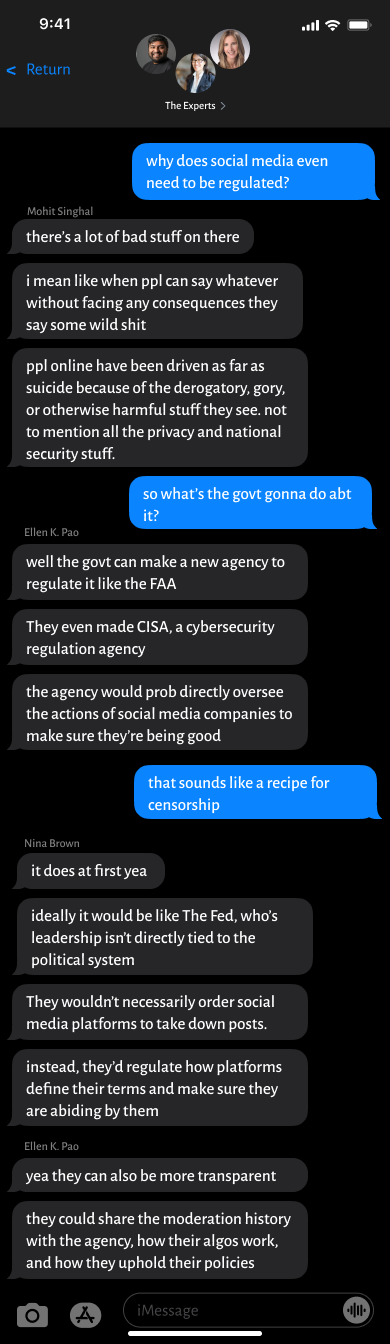 9:41
< Return
The Experts >
why does social media even
need to be regulated?
Mohit Singhal
there's a lot of bad stuff on there
i mean like when ppl can say whatever
without facing any consequences they
say some wild shit
ppl online have been driven as far as
suicide because of the derogatory, gory,
or otherwise harmful stuff they see. not
to mention all the privacy and national
security stuff.
so what's the govt gonna do abt
it?
Ellen K. Pao
well the govt can make a new agency to
regulate it like the FAA
They even made CISA, a cybersecurity
regulation agency
the agency would prob directly oversee
the actions of social media companies to
make sure they're being good
that sounds like a recipe for
censorship
Nina Brown
it does at first yea
ideally it would be like The Fed, who's
leadership isn't directly tied to the
political system
They wouldn't necessarily order social
media platforms to take down posts.
instead, they'd regulate how platforms
define their terms and make sure they
are abiding by them
Ellen K. Pao
yea they can also be more transparent
they could share the moderation history
with the agency, how their algos work,
and how they uphold their policies
iMessage